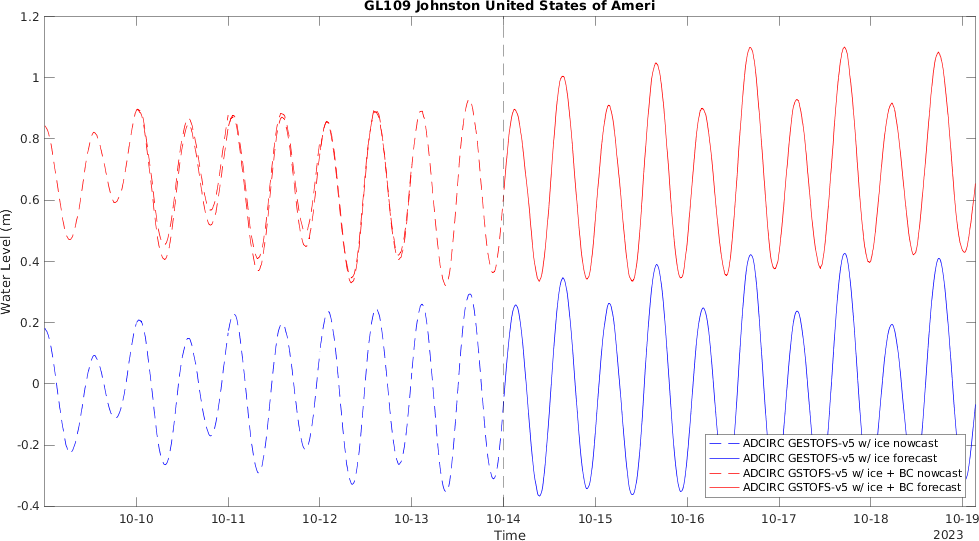 GL109 Johnston United States of Ameri
Water Level (m)
1.2
1
0.8
0.6
0.4
0.2
0
-0.2
-0.4
ADCIRC GESTOFS-v5 w/ ice nowcast
ADCIRC GESTOFS-v5 w/ ice forecast
ADCIRC GSTOFS-v5 w/ ice + BC nowcast
ADCIRC GSTOFS-v5 w/ ice + BC forecast
10-10 10-11 10-12 10-13 10-14 10-15 10-16 10-17 10-18 10-19
Time
2023